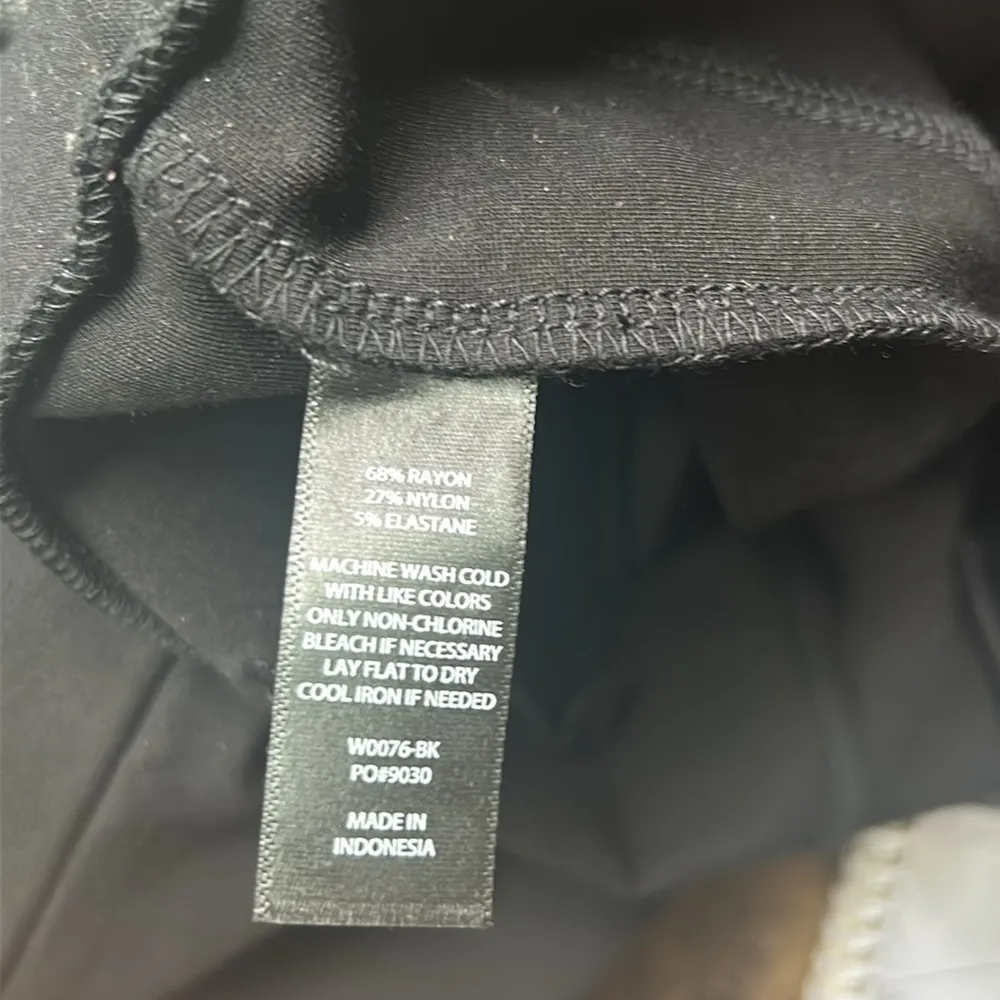 68% RAYON
27% NYLON
5% ELASTANE
MACHINE WASH COLD
WITH LIKE COLORS
ONLY NON-CHLORINE
BLEACH IF NECESSARY
LAY FLAT TO DRY
COOL IRON IF NEEDED
W0076-BK
PO#9030
MADE IN
INDONESIA